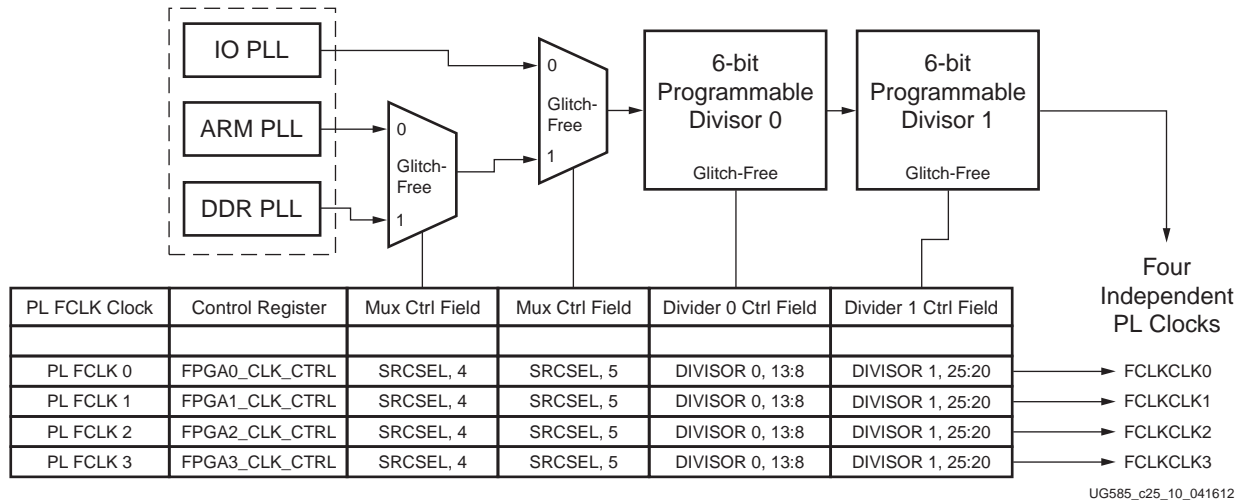 IO PLL
ARM PLL
DDR PLL
0
Glitch-
Free
1
0
Glitch-
Free
1
6-bit
Programmable
Divisor 0
Glitch-Free
6-bit
Programmable
Divisor 1
Glitch-Free
Four
Independent
PL Clocks
PL FCLK Clock Control Register Mux Ctrl Field Mux Ctrl Field Divider 0 Ctrl Field Divider 1 Ctrl Field
PL FCLK 0 FPGA0_CLK_CTRL SRCSEL, 4 SRCSEL, 5 DIVISOR 0, 13:8 DIVISOR 1, 25:20 FCLKCLK0
PL FCLK 1 FPGA1_CLK_CTRL SRCSEL, 4 SRCSEL, 5 DIVISOR 0, 13:8 DIVISOR 1, 25:20 FCLKCLK1
PL FCLK 2 FPGA2_CLK_CTRL SRCSEL, 4 SRCSEL, 5 DIVISOR 0, 13:8 DIVISOR 1, 25:20 FCLKCLK2
PL FCLK 3 FPGA3_CLK_CTRL SRCSEL, 4 SRCSEL, 5 DIVISOR 0, 13:8 DIVISOR 1, 25:20 FCLKCLK3
UG585_c25_10_041612